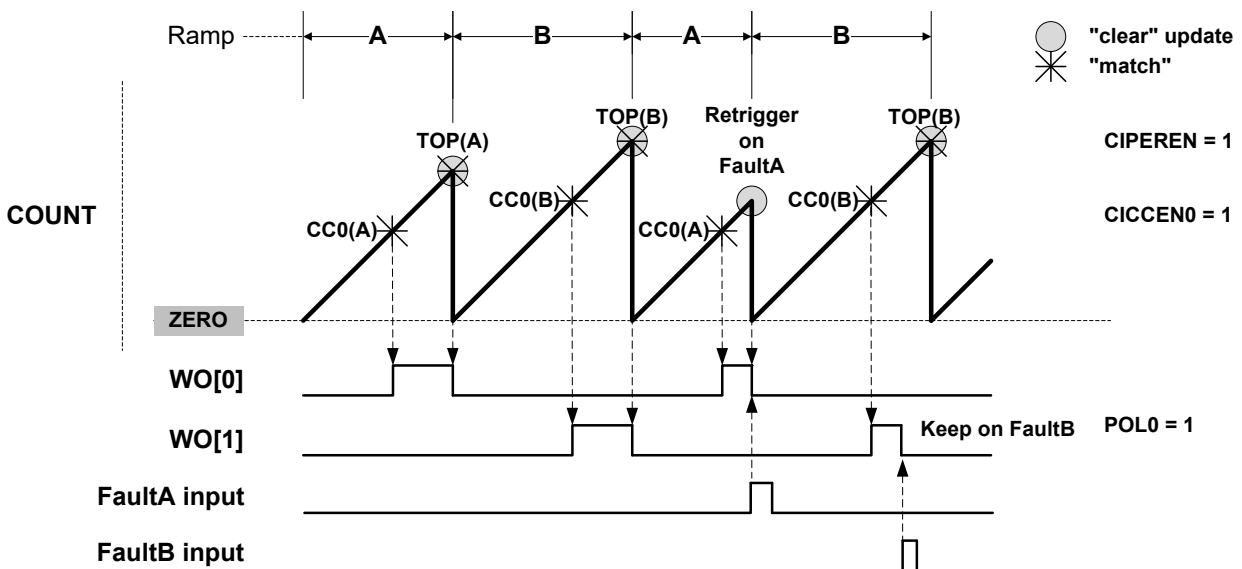 Ramp
A
B
A
B
"clear" update
"match"
TOP(A)
TOP(B)
Retrigger
on
FaultA
TOP(B)
CIPEREN = 1
COUNT
CC0(A)
CC0(B)
CC0(A)
CC0(B)
CICCEN0 = 1
ZERO
WO[0]
WO[1]
Keep on FaultB
POL0 = 1
FaultA input
FaultB input